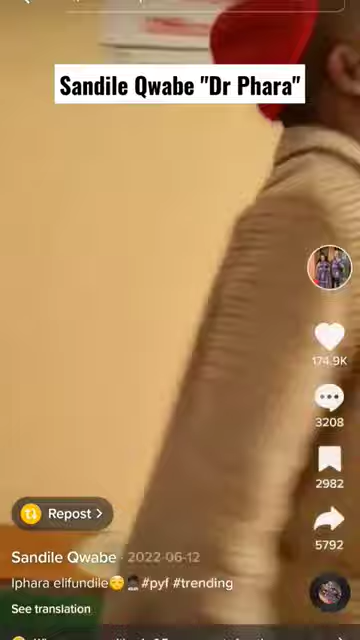 Sandile Qwabe "Dr Phara"
174.9K
3208
2982
5792
Repost >
Sandile Qwabe · 2022-06-12
Iphara elifundile #pyf #trending
See translation